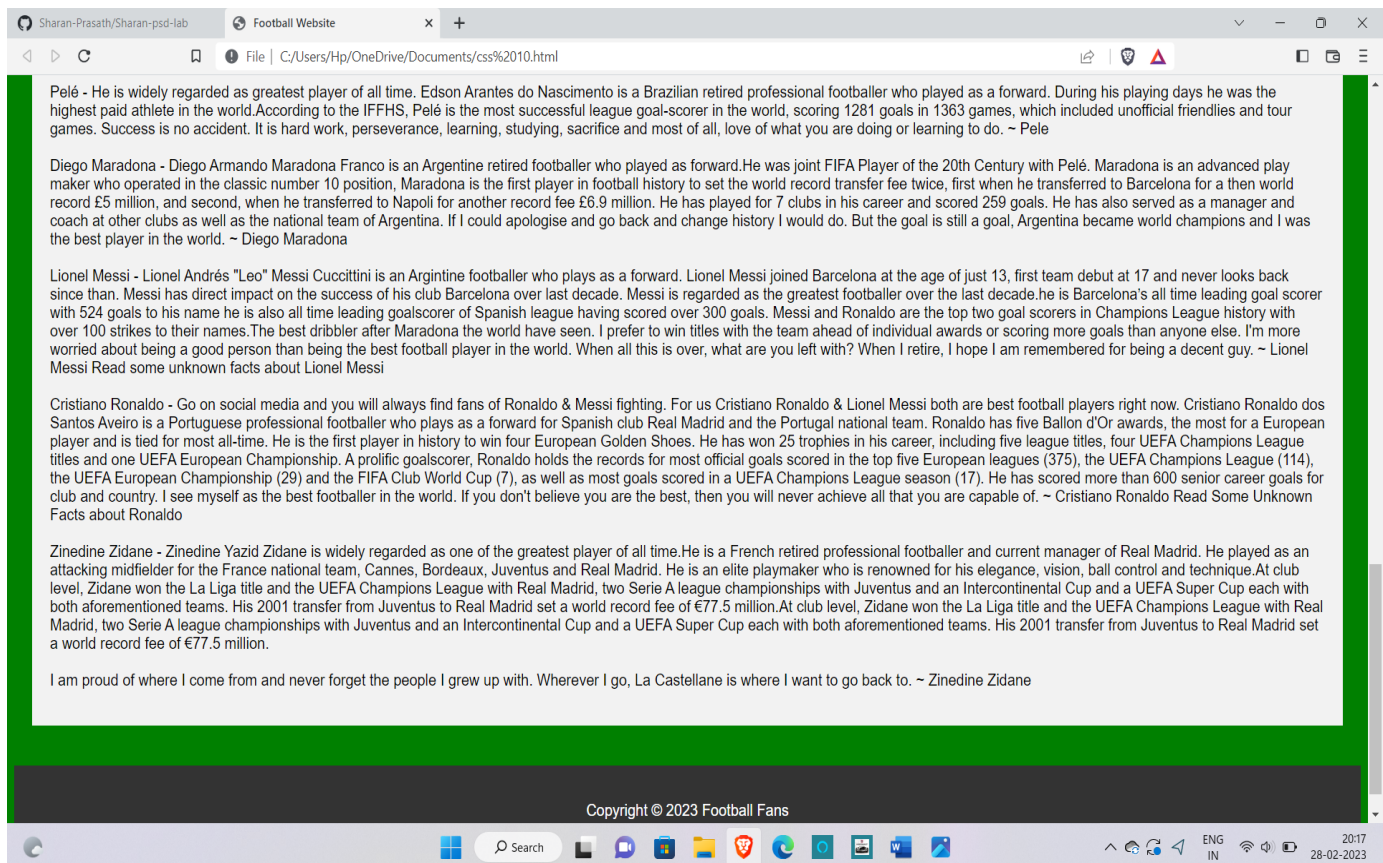 Sharan-Prasath/Sharan-psd-lab
Football Website
File | C:/Users/Hp/OneDrive/Documents/css%2010.html
Pelé - He is widely regarded as greatest player of all time. Edson Arantes do Nascimento is a Brazilian retired professional footballer who played as a forward. During his playing days he was the
highest paid athlete in the world.According to the IFFHS, Pelé is the most successful league goal-scorer in the world, scoring 1281 goals in 1363 games, which included unofficial friendlies and tour
games. Success is no accident. It is hard work, perseverance, learning, studying, sacrifice and most of all, love of what you are doing or learning to do. ~ Pele
Diego Maradona - Diego Armando Maradona Franco is an Argentine retired footballer who played as forward.He was joint FIFA Player of the 20th Century with Pelé. Maradona is an advanced play
maker who operated in the classic number 10 position, Maradona is the first player in football history to set the world record transfer fee twice, first when he transferred to Barcelona for a then world
record £5 million, and second, when he transferred to Napoli for another record fee £6.9 million. He has played for 7 clubs in his career and scored 259 goals. He has also served as a manager and
coach at other clubs as well as the national team of Argentina. If I could apologise and go back and change history I would do. But the goal is still a goal, Argentina became world champions and I was
the best player in the world. ~ Diego Maradona
Lionel Messi - Lionel Andrés "Leo" Messi Cuccittini is an Argintine footballer who plays as a forward. Lionel Messi joined Barcelona at the age of just 13, first team debut at 17 and never looks back
since than. Messi has direct impact on the success of his club Barcelona over last decade. Messi is regarded as the greatest footballer over the last decade.he is Barcelona's all time leading goal scorer
with 524 goals to his name he is also all time leading goalscorer of Spanish league having scored over 300 goals. Messi and Ronaldo are the top two goal scorers in Champions League history with
over 100 strikes to their names.The best dribbler after Maradona the world have seen. I prefer to win titles with the team ahead of individual awards or scoring more goals than anyone else. I'm more
worried about being a good person than being the best football player in the world. When all this is over, what are you left with? When I retire, I hope I am remembered for being a decent guy. ~ Lionel
Messi Read some unknown facts about Lionel Messi
Cristiano Ronaldo - Go on social media and you will always find fans of Ronaldo & Messi fighting. For us Cristiano Ronaldo & Lionel Messi both are best football players right now. Cristiano Ronaldo dos
Santos Aveiro is a Portuguese professional footballer who plays as a forward for Spanish club Real Madrid and the Portugal national team. Ronaldo has five Ballon d'Or awards, the most for a European
player and is tied for most all-time. He is the first player in history to win four European Golden Shoes. He has won 25 trophies in his career, including five league titles, four UEFA Champions League
titles and one UEFA European Championship. A prolific goalscorer, Ronaldo holds the records for most official goals scored in the top five European leagues (375), the UEFA Champions League (114),
the UEFA European Championship (29) and the FIFA Club World Cup (7), as well as most goals scored in a UEFA Champions League season (17). He has scored more than 600 senior career goals for
club and country. I see myself as the best footballer in the world. If you don't believe you are the best, then you will never achieve all that you are capable of. ~ Cristiano Ronaldo Read Some Unknown
Facts about Ronaldo
Zinedine Zidane - Zinedine Yazid Zidane is widely regarded as one of the greatest player of all time.He is a French retired professional footballer and current manager of Real Madrid. He played as an
attacking midfielder for the France national team, Cannes, Bordeaux, Juventus and Real Madrid. He is an elite playmaker who is renowned for his elegance, vision, ball control and technique.At club
level, Zidane won the La Liga title and the UEFA Champions League with Real Madrid, two Serie A league championships with Juventus and an Intercontinental Cup and a UEFA Super Cup each with
both aforementioned teams. His 2001 transfer from Juventus to Real Madrid set a world record fee of €77.5 million.At club level, Zidane won the La Liga title and the UEFA Champions League with Real
Madrid, two Serie A league championships with Juventus and an Intercontinental Cup and a UEFA Super Cup each with both aforementioned teams. His 2001 transfer from Juventus to Real Madrid set
a world record fee of €77.5 million.
I am proud of where I come from and never forget the people I grew up with. Wherever I go, La Castellane is where I want to go back to. ~ Zinedine Zidane
Copyright © 2023 Football Fans
Search
ENG
IN
20:17
28-02-2023